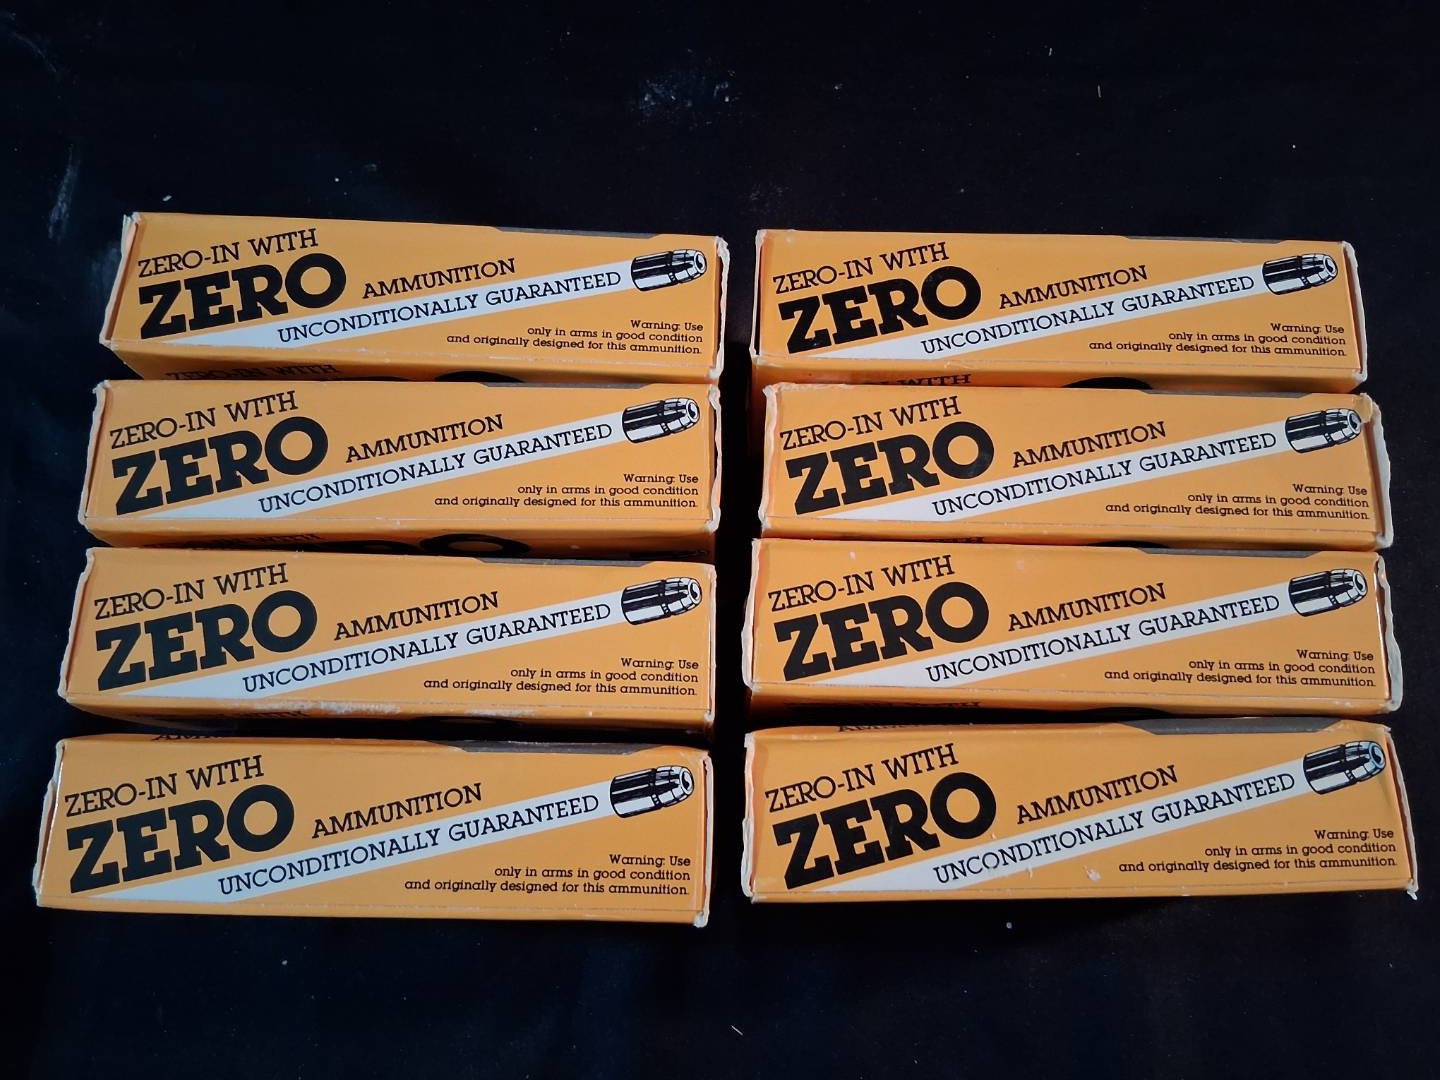 ZERO-IN WITH
ZERO AMMUNITION
UNCONDITIONALLY GUARANTEED
Warning: Use
only in arms in good condition
and originally designed for this ammunition.
ZERO-IN WITH
ZERO-IN WITH
ZERO AMMUNITION
UNCONDITIONALLY GUARANTEED
Warning: Use
only in arms in good condition
and originally designed for this ammunition.
ZERO-IN WITH
ZERO AMMUNITION
UNCONDITIONALLY GUARANTEED
Warning: Use
only in arms in good condition
and originally designed for this ammunition.
ZERO-IN WITH
ZERO AMMUNITION
UNCONDITIONALLY GUARANTEED
Warning: Use
only in arms in good condition
and originally designed for this ammunition.
ZERO-IN WITH
ZERO AMMUNITION
UNCONDITIONALLY GUARANTEED
Warning: Use
only in arms in good condition
and originally designed for this ammunition.
WITH
ZERO-IN WITH
ZERO AMMUNITION
UNCONDITIONALLY GUARANTEED
Warning: Use
only in arms in good condition
and originally designed for this ammunition.
ZERO-IN WITH
ZERO AMMUNITION
UNCONDITIONALLY GUARANTEED
Warning: Use
only in arms in good condition
and originally designed for this ammunition.
ZERO-IN WITH
ZERO AMMUNITION
UNCONDITIONALLY GUARANTEED
Warning: Use
only in arms in good condition
and originally designed for this ammunition.